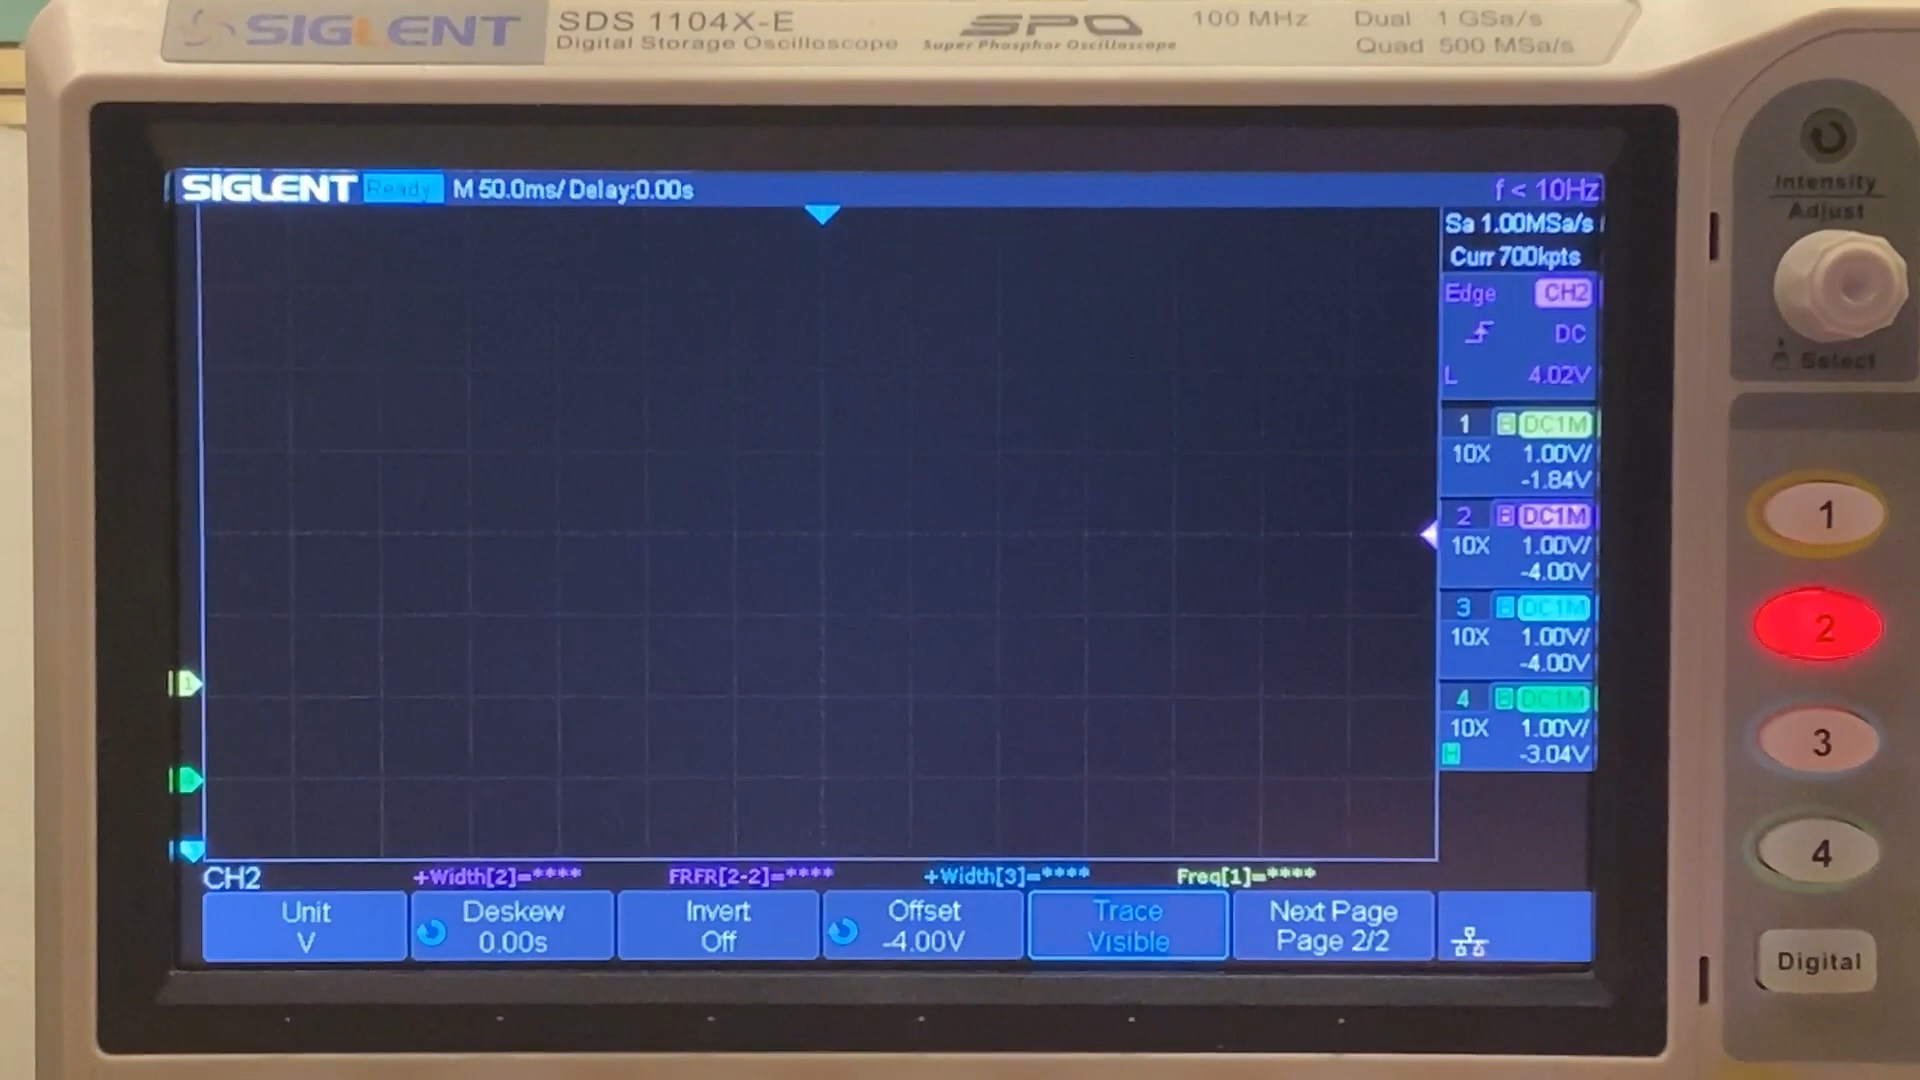 SIGLENT SDS 1104X-E
Digital Storage Oscilloscope
SPO
Super Phosphor Oscilloscope
100 MHz
Dual 1 GSa/s
Quad 500 MSa/s
SIGLENT Ready M 50.0ms/ Delay:0.00s f < 10Hz
Sa 1.00MSa/s
Curr 700kpts
Edge CH2
DC
L 4.02V
1 B DC1M
10X 1.00V/
-1.84V
2 B DC1M
10X 1.00V/
-4.00V
3 B DC1M
10X 1.00V/
-4.00V
4 B DC1M
10X 1.00V/
H -3.04V
1
4
CH2 +Width[2]=**** FRFR[2-2]=**** +Width[3]=**** Freq[1]=****
Unit
V
Deskew
0.00s
Invert
Off
Offset
-4.00V
Trace
Visible
Next Page
Page 2/2
Intensity
Adjust
Select
1
2
3
4
Digital